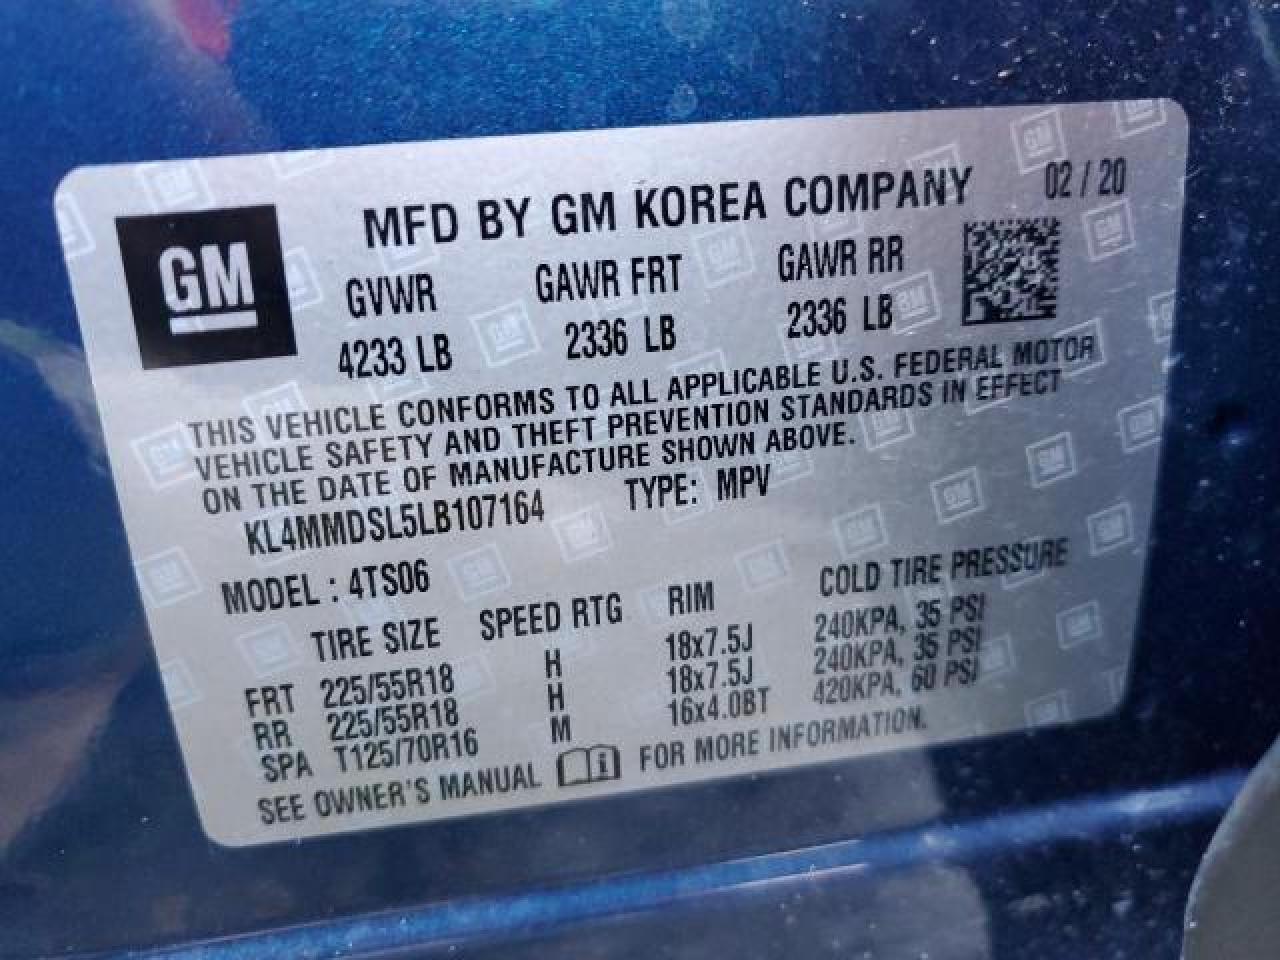 GM
MFD BY GM KOREA COMPANY 02 / 20
GVWR GAWR FRT GAWR RR
4233 LB 2336 LB 2336 LB
THIS VEHICLE CONFORMS TO ALL APPLICABLE U.S. FEDERAL MOTOR
VEHICLE SAFETY AND THEFT PREVENTION STANDARDS IN EFFECT
ON THE DATE OF MANUFACTURE SHOWN ABOVE.
KL4MMDSL5LB107164 TYPE: MPV
MODEL : 4TS06
TIRE SIZE SPEED RTG RIM COLD TIRE PRESSURE
FRT 225/55R18 H 18x7.5J 240KPA, 35 PSI
RR 225/55R18 H 18x7.5J 240KPA, 35 PSI
SPA T125/70R16 M 16x4.0BT 420KPA, 60 PSI
SEE OWNER'S MANUAL i FOR MORE INFORMATION.